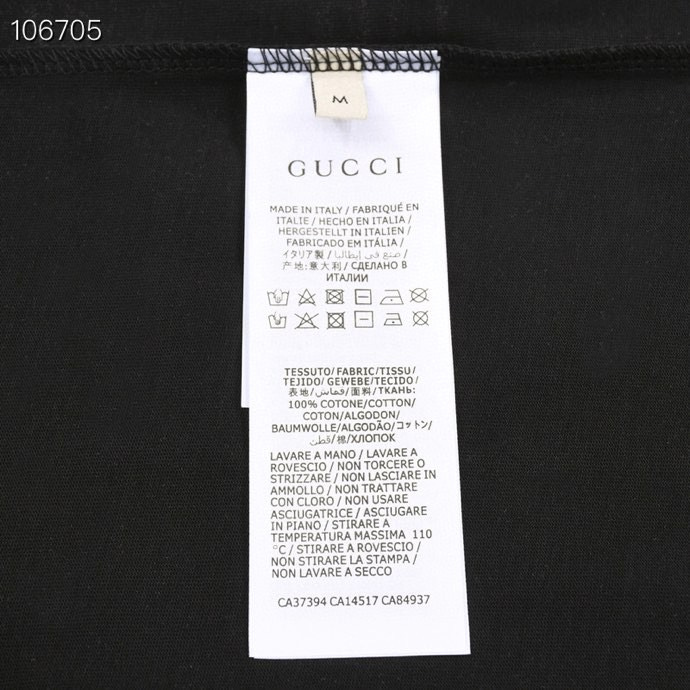 106705
M
GUCCI
MADE IN ITALY / FABRIQUÉ EN
ITALIE / HECHO EN ITALIA /
HERGESTELLT IN ITALIEN /
FABRICADO EM ITÁLIA /
イタリア製 / صنع في إيطاليا /
产地:意大利 / СДЕЛАНО В
ИТАЛИИ
TESSUTO/ FABRIC/TISSU/
TEJIDO/ GEWEBE/TECIDO/
表地/قماش/面料/ТКАНЬ:
100% COTONE/COTTON/
COTON/ALGODON/
BAUMWOLLE/ALGODÃO/コットン/
قطن/棉/ХЛОПОК
LAVARE A MANO / LAVARE A
ROVESCIO / NON TORCERE O
STRIZZARE / NON LASCIARE IN
AMMOLLO / NON TRATTARE
CON CLORO / NON USARE
ASCIUGATRICE / ASCIUGARE
IN PIANO / STIRARE A
TEMPERATURA MASSIMA 110
°C / STIRARE A ROVESCIO /
NON STIRARE LA STAMPA /
NON LAVARE A SECCO
CA37394 CA14517 CA84937